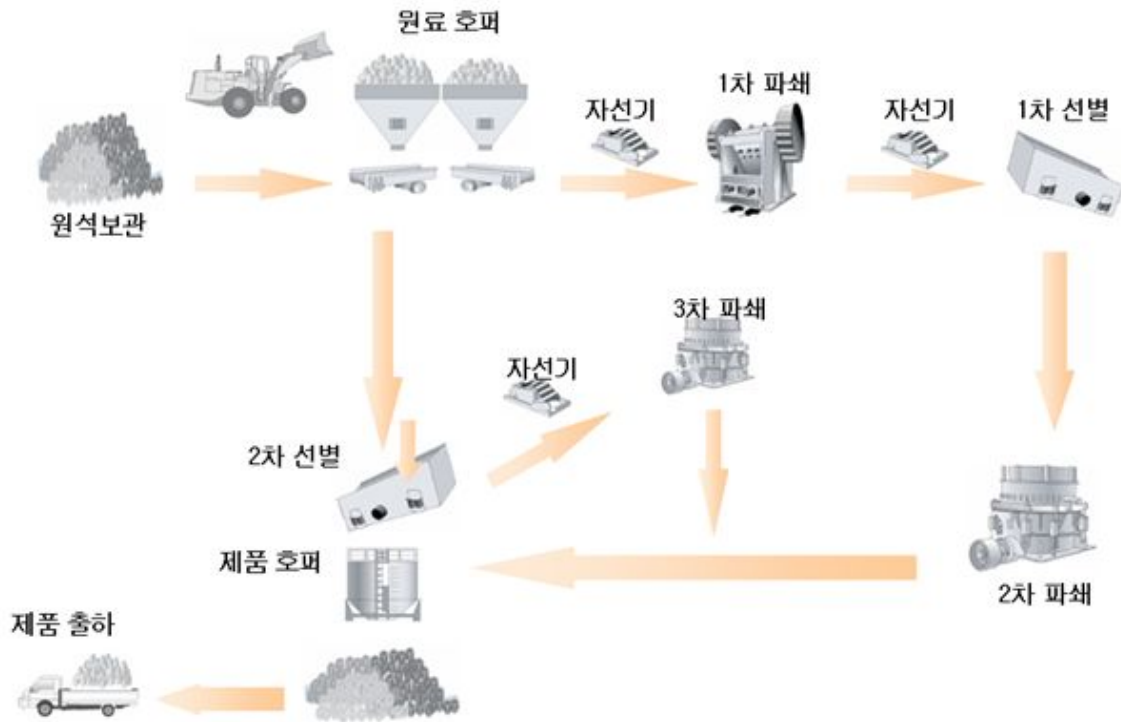 원료 호퍼
1차 파쇄
자선기
자선기
1차 선별
원석보관
3차 파쇄
자선기
2차 선별
제품 호퍼
2차 파쇄
제품 출하